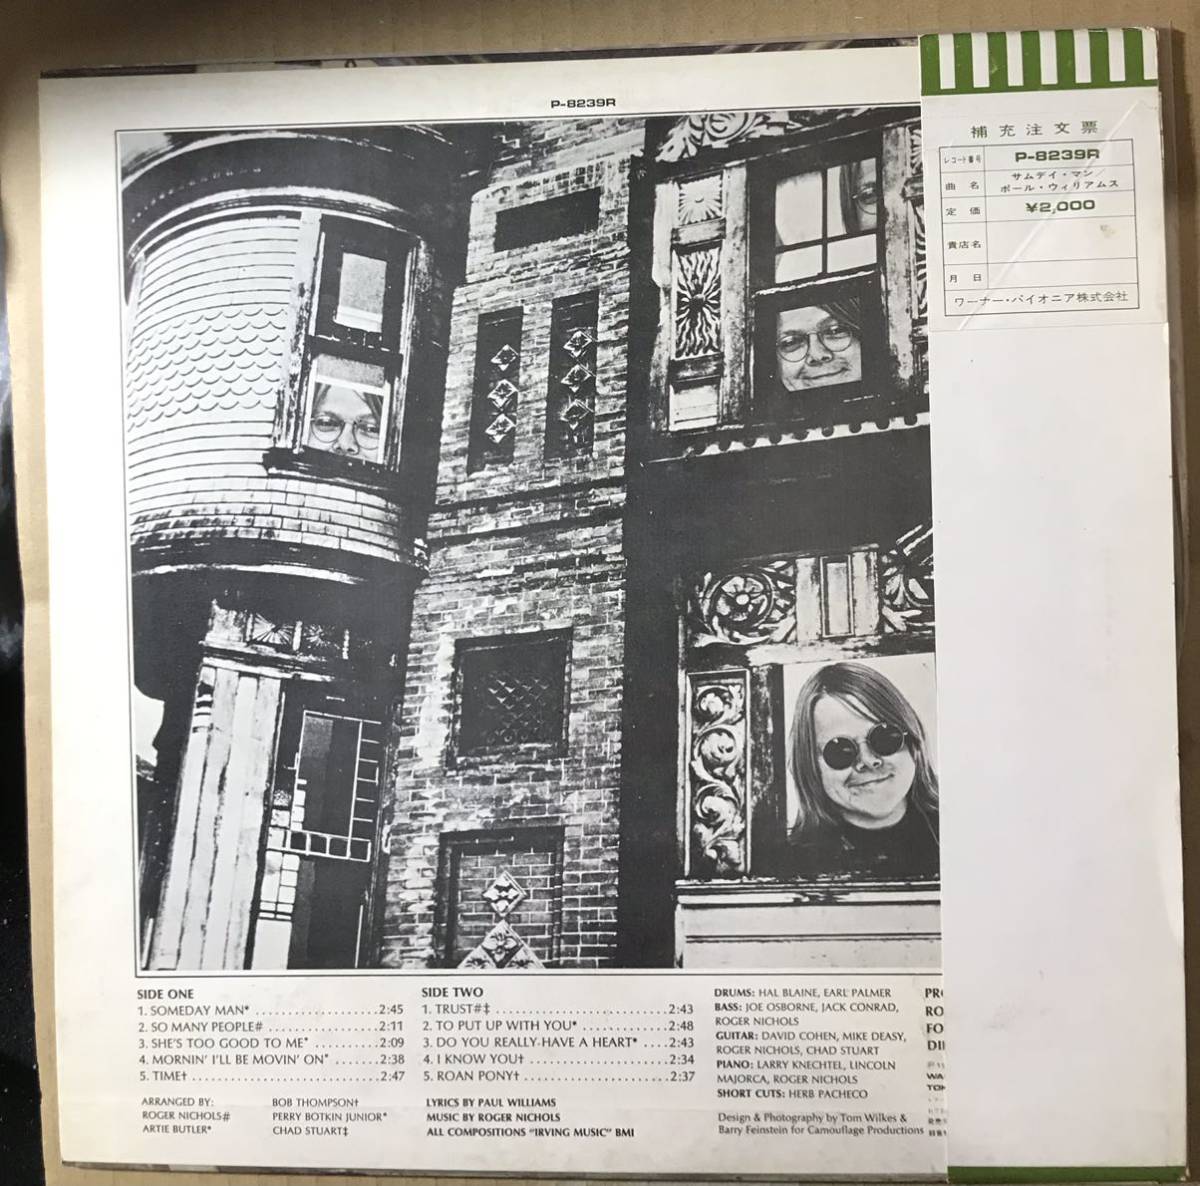 P-8239R
補充注文票
レコード番号 P-8239R
曲名 サムデイ・マン/
ポール・ウィリアムス
定価 ¥2,000
貴店名
月日
ワーナー・パイオニア株式会社
SIDE ONE
1. SOMEDAY MAN* 2:45
2. SO MANY PEOPLE# 2:11
3. SHE'S TOO GOOD TO ME* 2:09
4. MORNIN' I'LL BE MOVIN' ON* 2:38
5. TIME† 2:47
ARRANGED BY:
ROGER NICHOLS#
ARTIE BUTLER*
BOB THOMPSON†
PERRY BOTKIN JUNIOR*
CHAD STUART‡
SIDE TWO
1. TRUST#‡ 2:43
2. TO PUT UP WITH YOU* 2:48
3. DO YOU REALLY HAVE A HEART* 2:43
4. I KNOW YOU† 2:34
5. ROAN PONY† 2:37
LYRICS BY PAUL WILLIAMS
MUSIC BY ROGER NICHOLS
ALL COMPOSITIONS "IRVING MUSIC" BMI
DRUMS: HAL BLAINE, EARL PALMER
BASS: JOE OSBORNE, JACK CONRAD,
ROGER NICHOLS
GUITAR: DAVID COHEN, MIKE DEASY,
ROGER NICHOLS, CHAD STUART
PIANO: LARRY KNECHTEL, LINCOLN
MAJORCA, ROGER NICHOLS
SHORT CUTS: HERB PACHECO
Design & Photography by Tom Wilkes &
Barry Feinstein for Camouflage Productions
PRO
RO
FO
DI
WA
TO